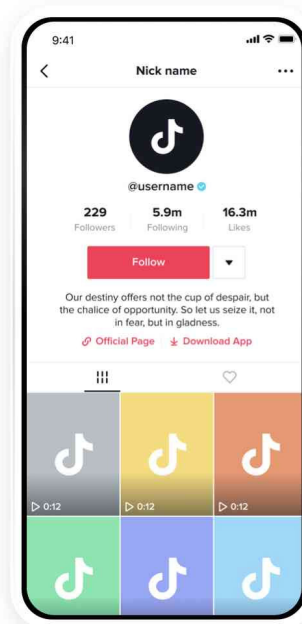 9:41
Nick name
@username
229 5.9m 16.3m
Followers Following Likes
Follow
Our destiny offers not the cup of despair, but
the chalice of opportunity. So let us seize it, not
in fear, but in gladness.
Official Page Download App
0:12 0:12 0:12